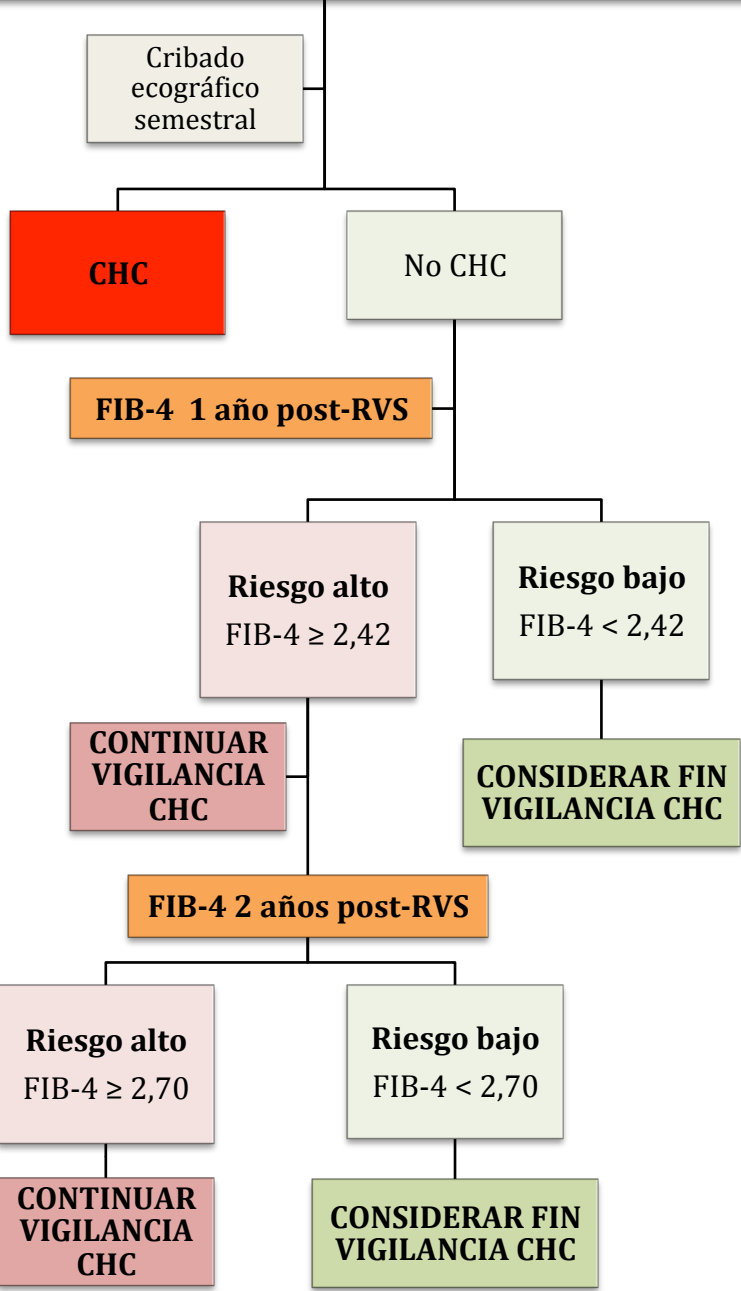 Cribado
ecográfico
semestral
CHC
No CHC
FIB-4 1 año post-RVS
Riesgo alto
FIB-4 ≥ 2,42
Riesgo bajo
FIB-4 < 2,42
CONTINUAR
VIGILANCIA
CHC
CONSIDERAR FIN
VIGILANCIA CHC
FIB-4 2 años post-RVS
Riesgo alto
FIB-4 ≥ 2,70
Riesgo bajo
FIB-4 < 2,70
CONTINUAR
VIGILANCIA
CHC
CONSIDERAR FIN
VIGILANCIA CHC